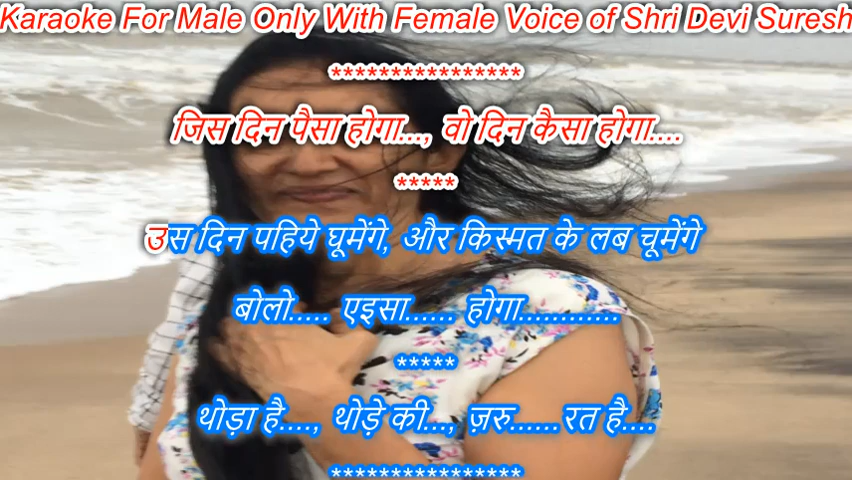 Karaoke For Male Only With Female Voice of Shri Devi Suresh
****************
जिस दिन पैसा होगा..., वो दिन कैसा होगा....
*****
उस दिन पहिये घूमेंगे, और किस्मत के लब चूमेंगे
बोलो..... एइसा...... होगा............
*****
थोड़ा है...., थोड़े की..., ज़रु......रत है....
****************